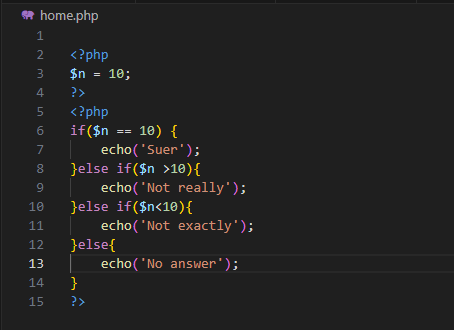 home.php
1
2 <?php
3 $n = 10;
4 ?>
5 <?php
6 if($n == 10) {
7     echo('Suer');
8 }else if($n >10){
9     echo('Not really');
10 }else if($n<10){
11     echo('Not exactly');
12 }else{
13     echo('No answer');
14 }
15 ?>